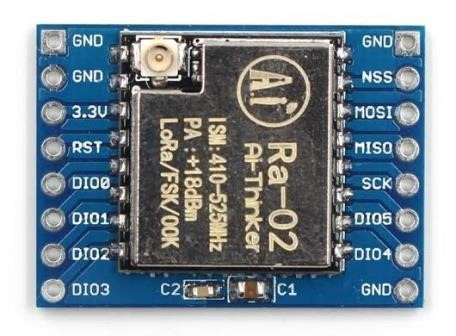 GND
GND
3.3V
RST
DIO0
DIO1
DIO2
DIO3
Ai
Ra-02
Ai-Thinker
ISM:410-525MHz
PA :+18dBm
LoRa/FSK/OOK
GND
NSS
MOSI
MISO
SCK
DIO5
DIO4
GND
C2
C1